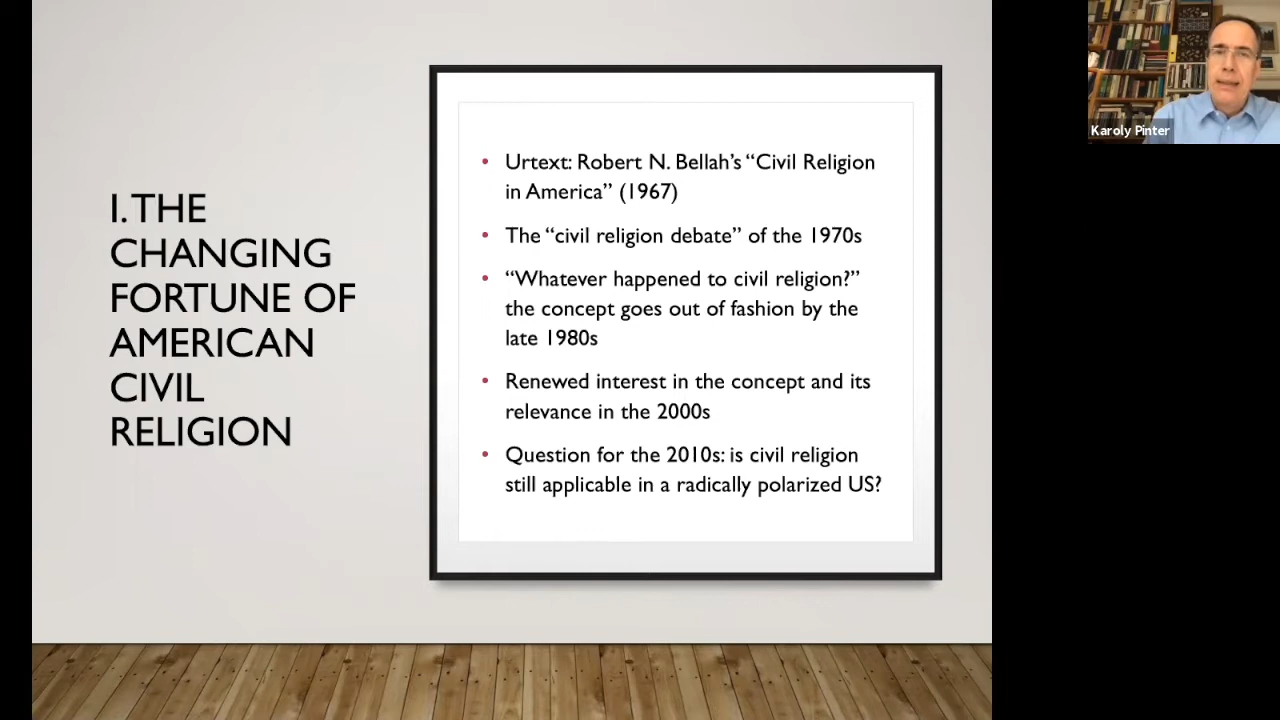 I. THE
CHANGING
FORTUNE OF
AMERICAN
CIVIL
RELIGION
• Urtext: Robert N. Bellah’s “Civil Religion
in America” (1967)
• The “civil religion debate” of the 1970s
• “Whatever happened to civil religion?”
the concept goes out of fashion by the
late 1980s
• Renewed interest in the concept and its
relevance in the 2000s
• Question for the 2010s: is civil religion
still applicable in a radically polarized US?
Karoly Pinter